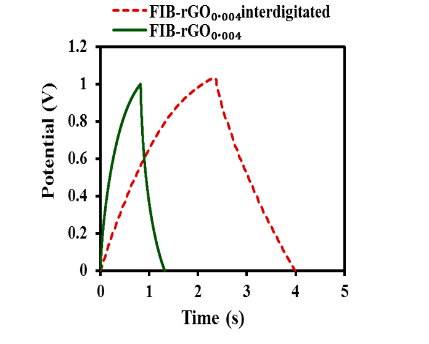 FIB-rGO₀.₀₀₄interdigitated
FIB-rGO₀.₀₀₄
Potential (V)
1.2
1
0.8
0.6
0.4
0.2
0
0 1 2 3 4 5
Time (s)